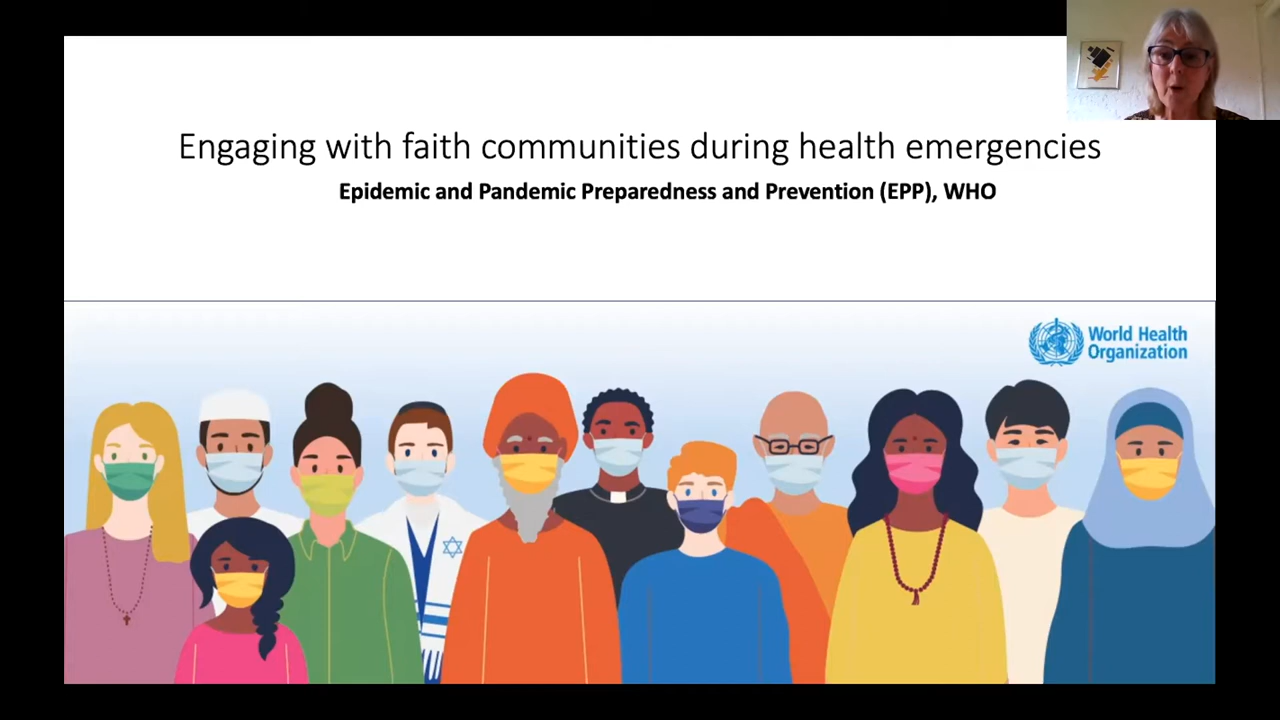 Engaging with faith communities during health emergencies
Epidemic and Pandemic Preparedness and Prevention (EPP), WHO
World Health
Organization